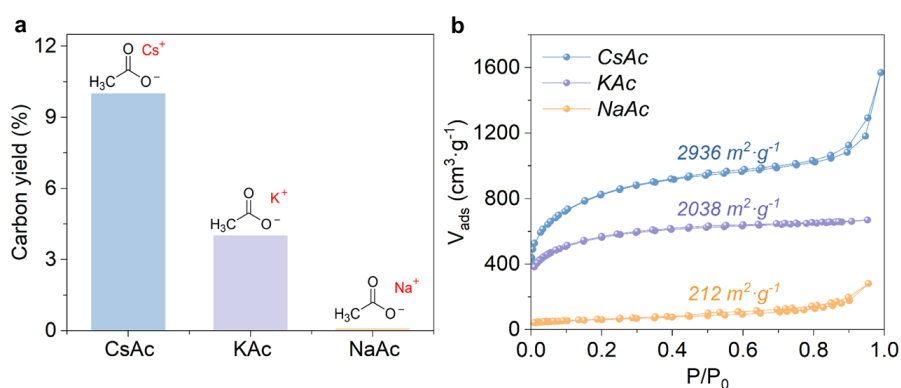 a
12
9
6
3
0
Carbon yield (%)
O
Cs⁺
H₃C
O⁻
O
K⁺
H₃C
O⁻
O
Na⁺
H₃C
O⁻
CsAc
KAc
NaAc
b
1600
1200
800
400
0
V_ads (cm³·g⁻¹)
CsAc
KAc
NaAc
2936 m²·g⁻¹
2038 m²·g⁻¹
212 m²·g⁻¹
0.0
0.2
0.4
0.6
0.8
1.0
P/P₀